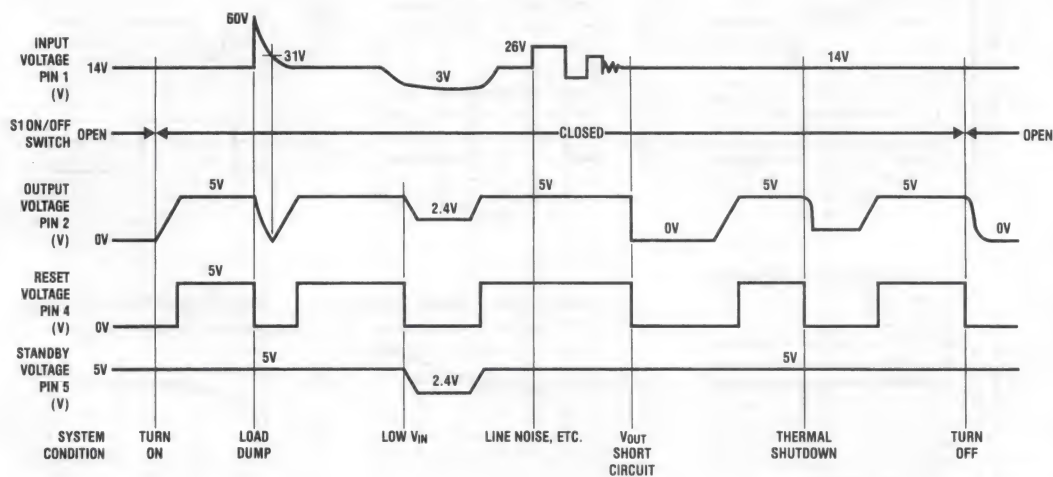 60V
INPUT
VOLTAGE
PIN 1
(V)
14V
31V
3V
26V
14V
S1 ON/OFF
SWITCH
OPEN
CLOSED
OPEN
OUTPUT
VOLTAGE
PIN 2
(V)
0V
5V
2.4V
5V
0V
5V
5V
0V
RESET
VOLTAGE
PIN 4
(V)
0V
5V
STANDBY
VOLTAGE
PIN 5
(V)
5V
5V
2.4V
5V
SYSTEM
CONDITION
TURN
ON
LOAD
DUMP
LOW VIN
LINE NOISE, ETC.
VOUT
SHORT
CIRCUIT
THERMAL
SHUTDOWN
TURN
OFF